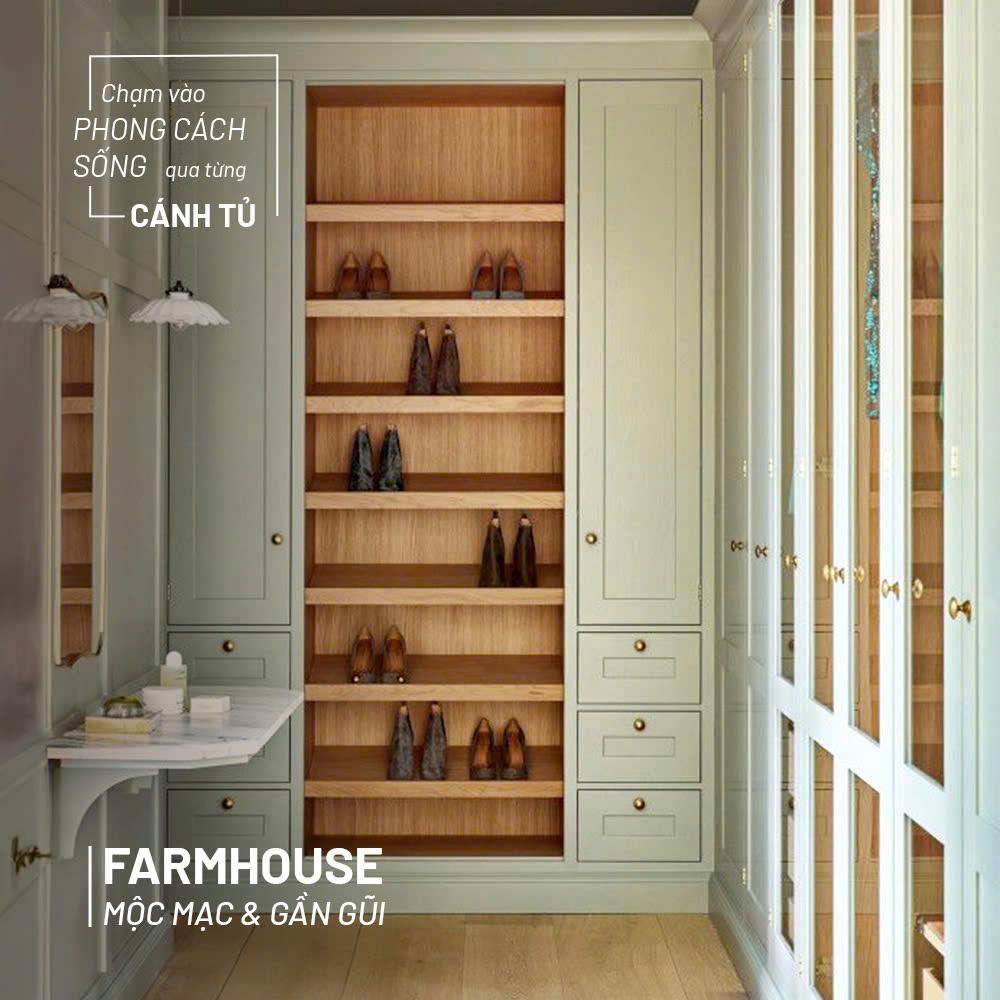 Chạm vào
PHONG CÁCH
SỐNG qua từng
CÁNH TỦ
FARMHOUSE
MỘC MẠC & GẦN GŨI